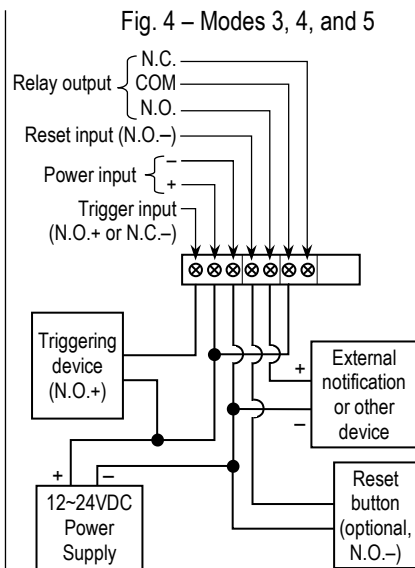 Fig. 4 – Modes 3, 4, and 5
Relay output
N.C.
COM
N.O.
Reset input (N.O.–)
Power input
–
+
Trigger input
(N.O.+ or N.C.–)
Triggering
device
(N.O.+)
+
–
External
notification
or other
device
+
–
12~24VDC
Power
Supply
Reset
button
(optional,
N.O.–)